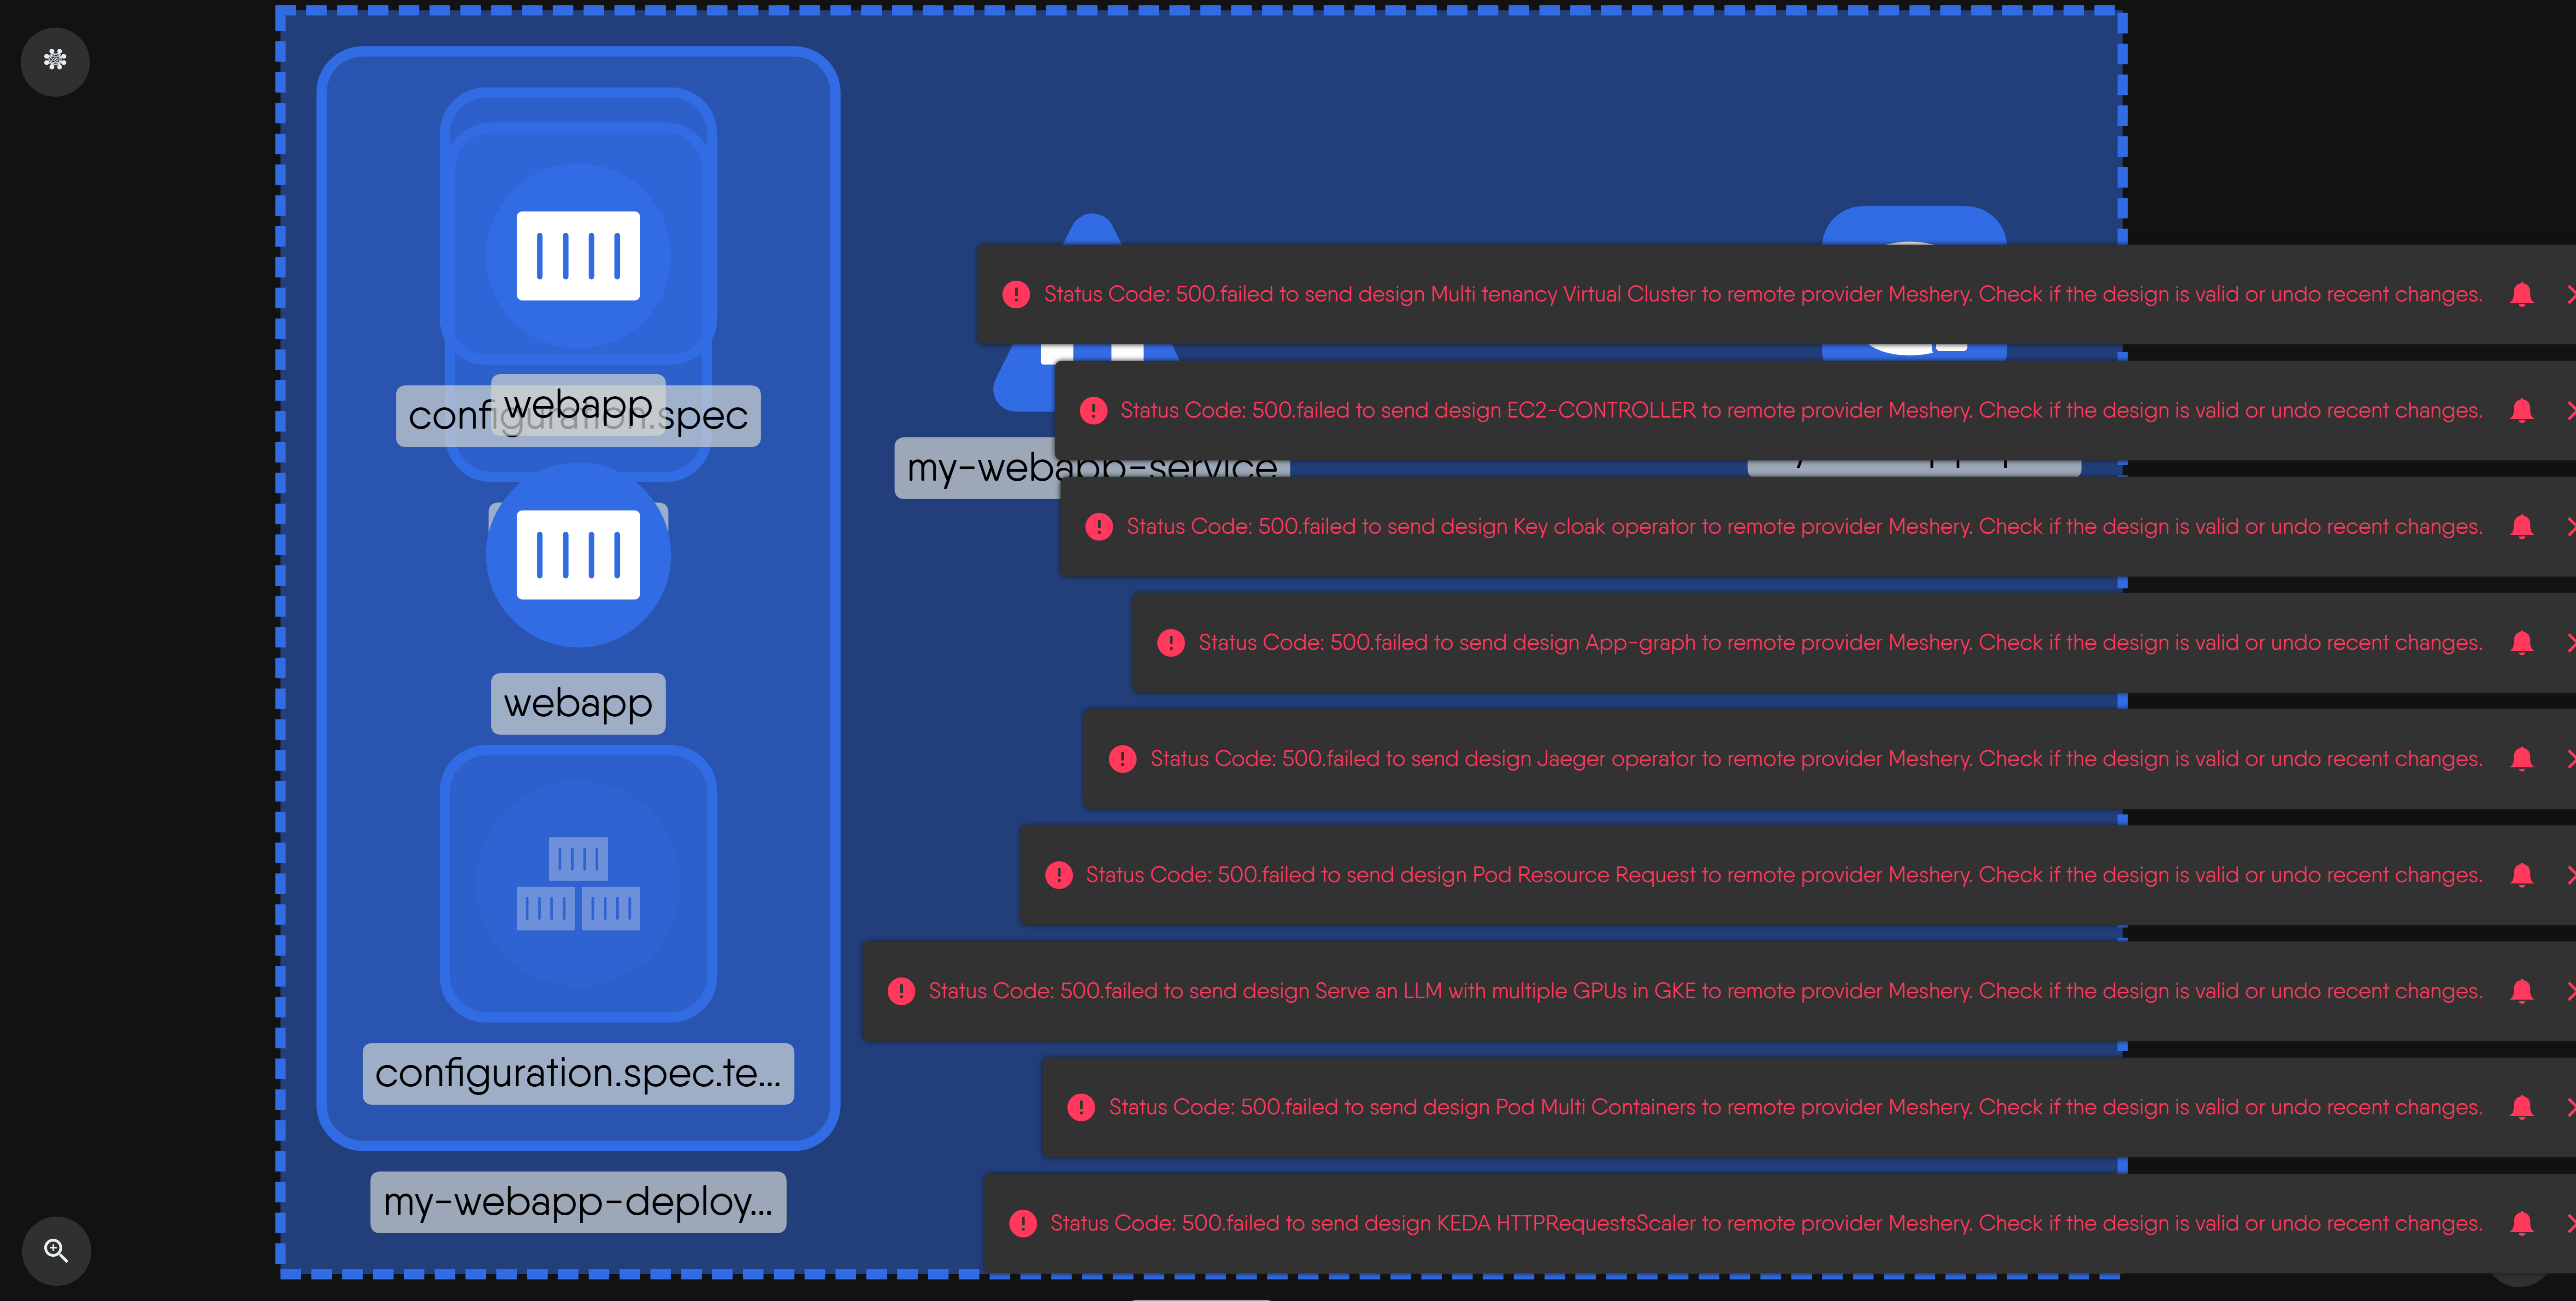 Status Code: 500.failed to send design Multi tenancy Virtual Cluster to remote provider Meshery. Check if the design is valid or undo recent changes.
webapp
configuration.spec
Status Code: 500.failed to send design EC2-CONTROLLER to remote provider Meshery. Check if the design is valid or undo recent changes.
my-webapp-service
Status Code: 500.failed to send design Key cloak operator to remote provider Meshery. Check if the design is valid or undo recent changes.
Status Code: 500.failed to send design App-graph to remote provider Meshery. Check if the design is valid or undo recent changes.
webapp
Status Code: 500.failed to send design Jaeger operator to remote provider Meshery. Check if the design is valid or undo recent changes.
Status Code: 500.failed to send design Pod Resource Request to remote provider Meshery. Check if the design is valid or undo recent changes.
Status Code: 500.failed to send design Serve an LLM with multiple GPUs in GKE to remote provider Meshery. Check if the design is valid or undo recent changes.
configuration.spec.te...
Status Code: 500.failed to send design Pod Multi Containers to remote provider Meshery. Check if the design is valid or undo recent changes.
my-webapp-deploy...
Status Code: 500.failed to send design KEDA HTTPRequestsScaler to remote provider Meshery. Check if the design is valid or undo recent changes.